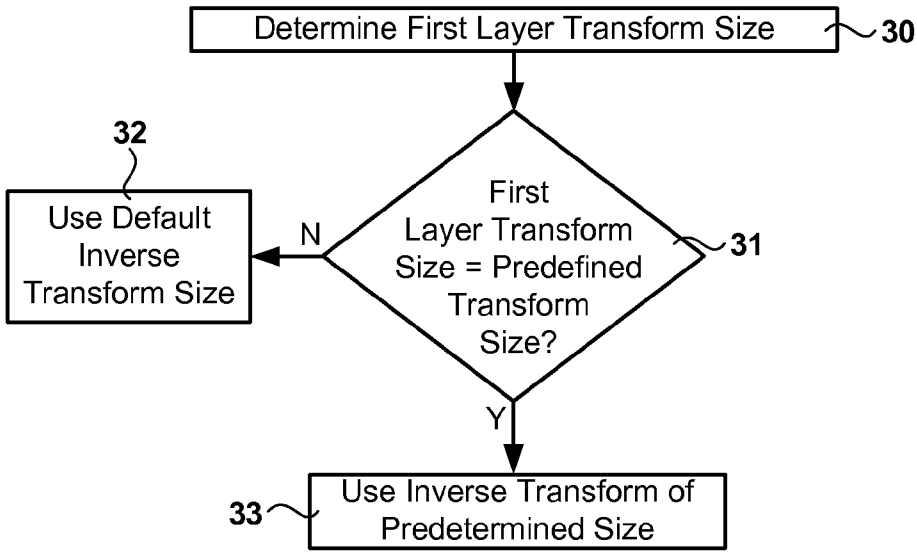 Determine First Layer Transform Size
30
32
Use Default
Inverse
Transform Size
N
First
Layer Transform
Size = Predefined
Transform
Size?
31
Y
33
Use Inverse Transform of
Predetermined Size